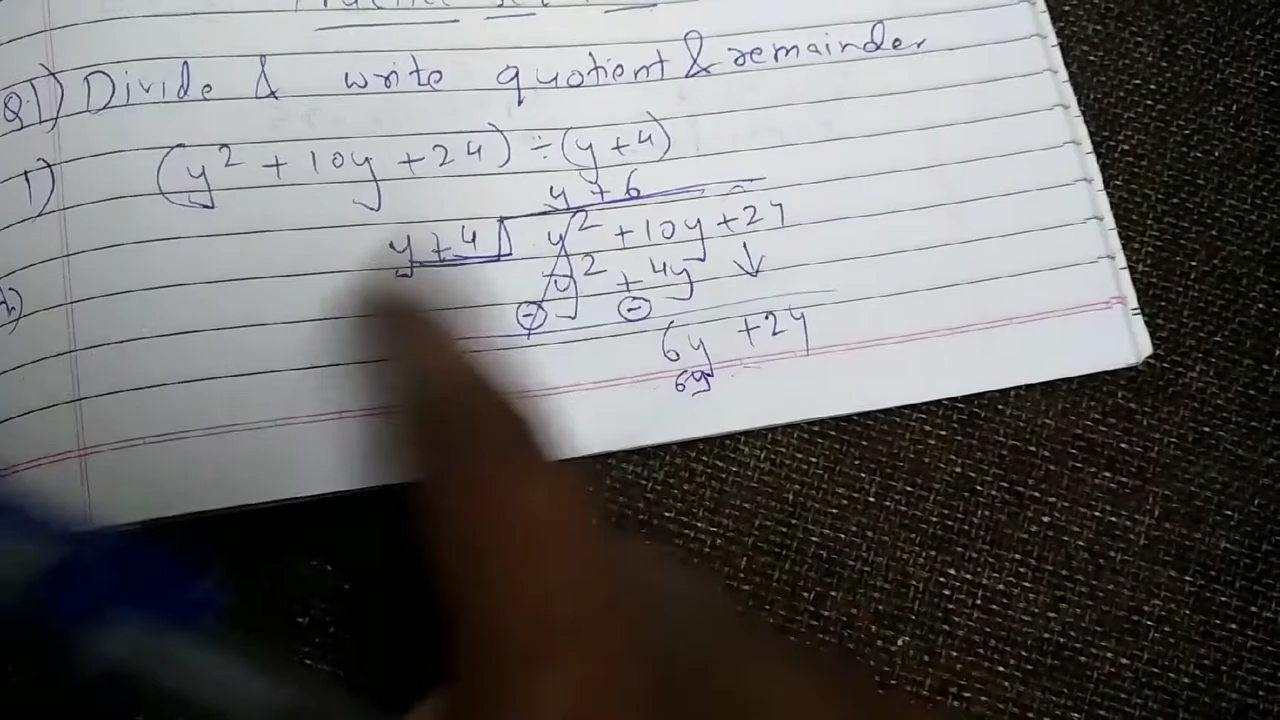 Q.1) Divide & write quotient & remainder
1) (y² + 10y + 24) ÷ (y + 4)
y + 6
y + 4 y² + 10y + 24
y² + 4y ↓
- -
6y + 24
6y